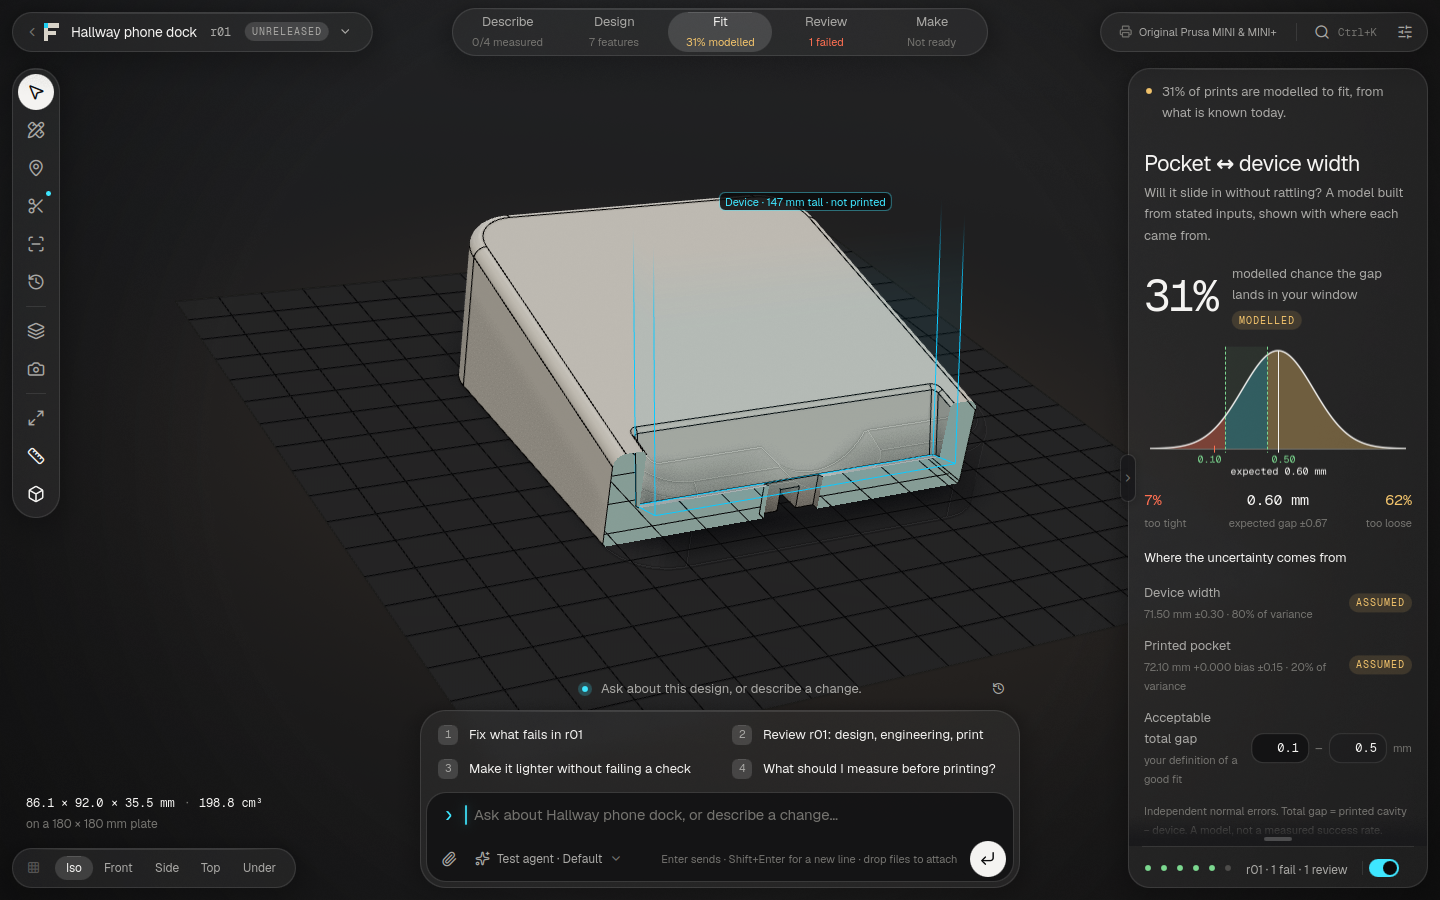 Hallway phone dock r01 UNRELEASED
Describe
0/4 measured
Design
7 features
Fit
31% modelled
Review
1 failed
Make
Not ready
Original Prusa MINI & MINI+
Ctrl+K
31% of prints are modelled to fit, from
what is known today.
Pocket ↔ device width
Will it slide in without rattling? A model built
from stated inputs, shown with where each
came from.
31%
modelled chance the gap
lands in your window
MODELLED
0.10
0.50
expected 0.60 mm
7%
too tight
0.60 mm
expected gap ±0.67
62%
too loose
Where the uncertainty comes from
Device width
71.50 mm ±0.30 · 80% of variance
ASSUMED
Printed pocket
72.10 mm +0.000 bias ±0.15 · 20% of
variance
ASSUMED
Acceptable
total gap
your definition of a
good fit
0.1 – 0.5 mm
Independent normal errors. Total gap = printed cavity
− device. A model, not a measured success rate.
r01 · 1 fail · 1 review
Device · 147 mm tall · not printed
Ask about this design, or describe a change.
1 Fix what fails in r01
2 Review r01: design, engineering, print
3 Make it lighter without failing a check
4 What should I measure before printing?
Ask about Hallway phone dock, or describe a change...
Test agent · Default
Enter sends · Shift+Enter for a new line · drop files to attach
86.1 × 92.0 × 35.5 mm · 198.8 cm³
on a 180 × 180 mm plate
Iso Front Side Top Under